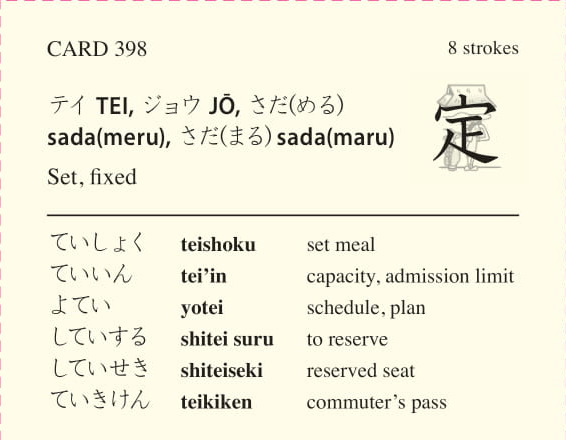 CARD 398 8 strokes
テイ TEI, ジョウ JŌ, さだ(める)
sada(meru), さだ(まる) sada(maru)
定
Set, fixed
ていしょく teishoku set meal
ていいん tei’in capacity, admission limit
よてい yotei schedule, plan
していする shitei suru to reserve
していせき shiteiseki reserved seat
ていきけん teikiken commuter’s pass